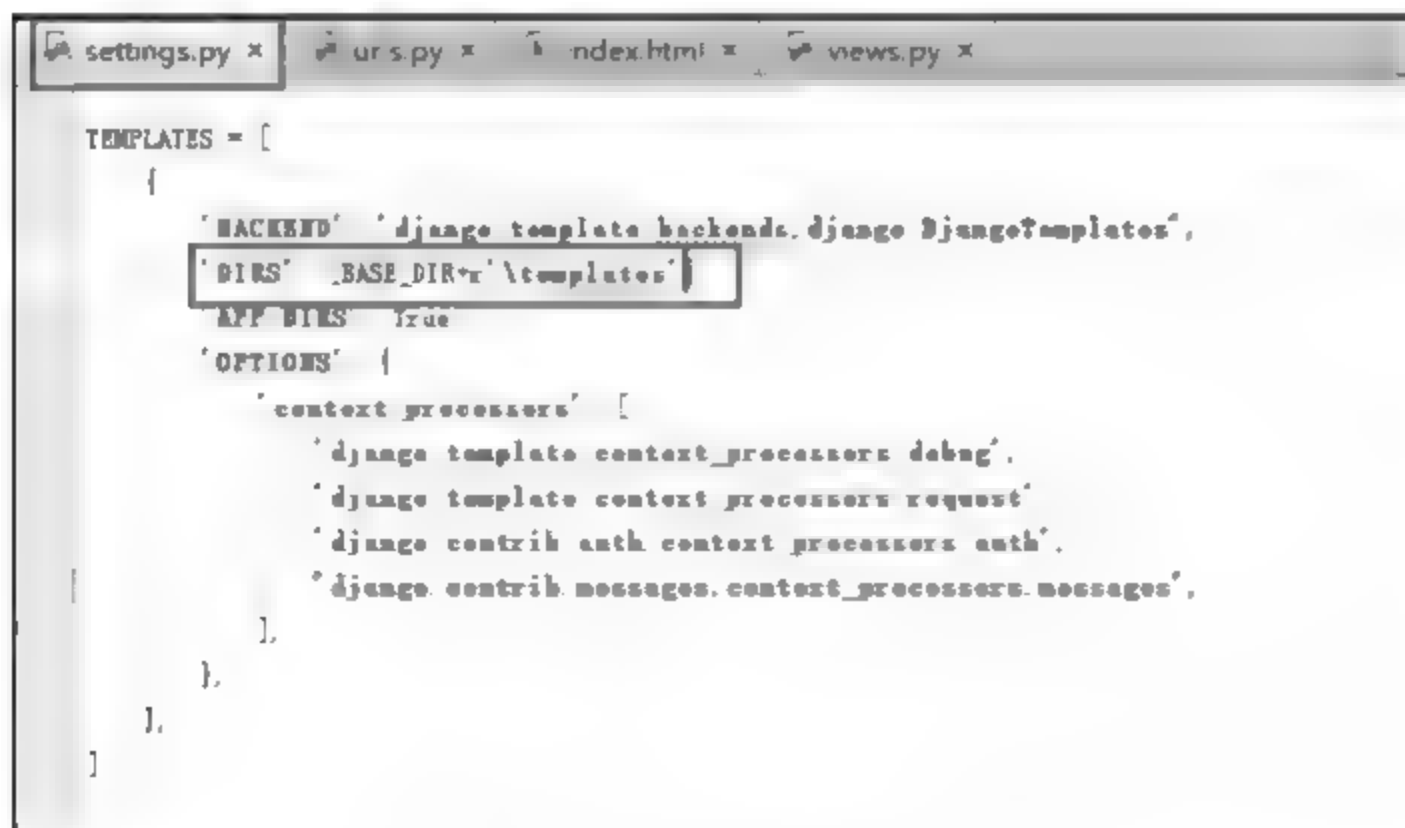 settings.py × urls.py × index.html × views.py ×
TEMPLATES = [
{
'BACKEND' 'django template backends.django DjangoTemplates',
'DIRS' BASE_DIR+r'\templates'
'APP DIRS' True
'OPTIONS' {
'context processors' [
'django template context_processors debug',
'django template context processors request'
'django contrib auth context processors auth',
'django contrib messages.context_processors.messages',
],
},
},
]